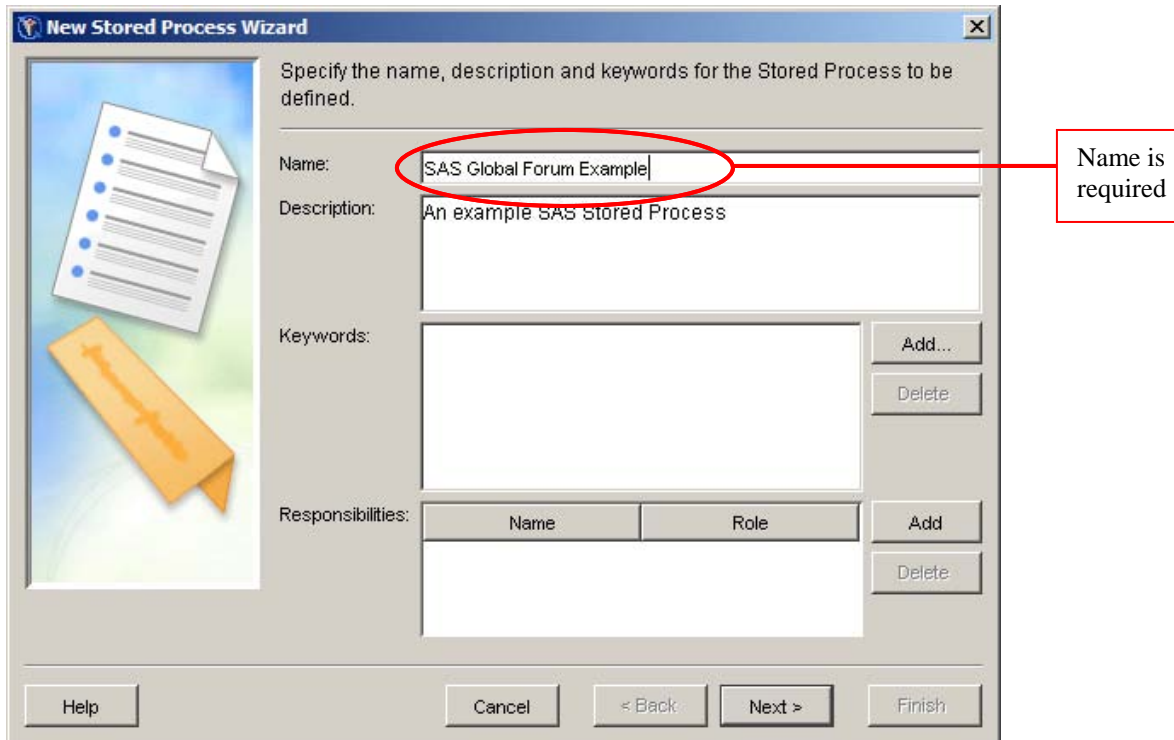 New Stored Process Wizard
Specify the name, description and keywords for the Stored Process to be
defined.
Name:
SAS Global Forum Example
Name is
required
Description:
An example SAS Stored Process
Keywords:
Add...
Delete
Responsibilities:
Name Role
Add
Delete
Help Cancel < Back Next > Finish